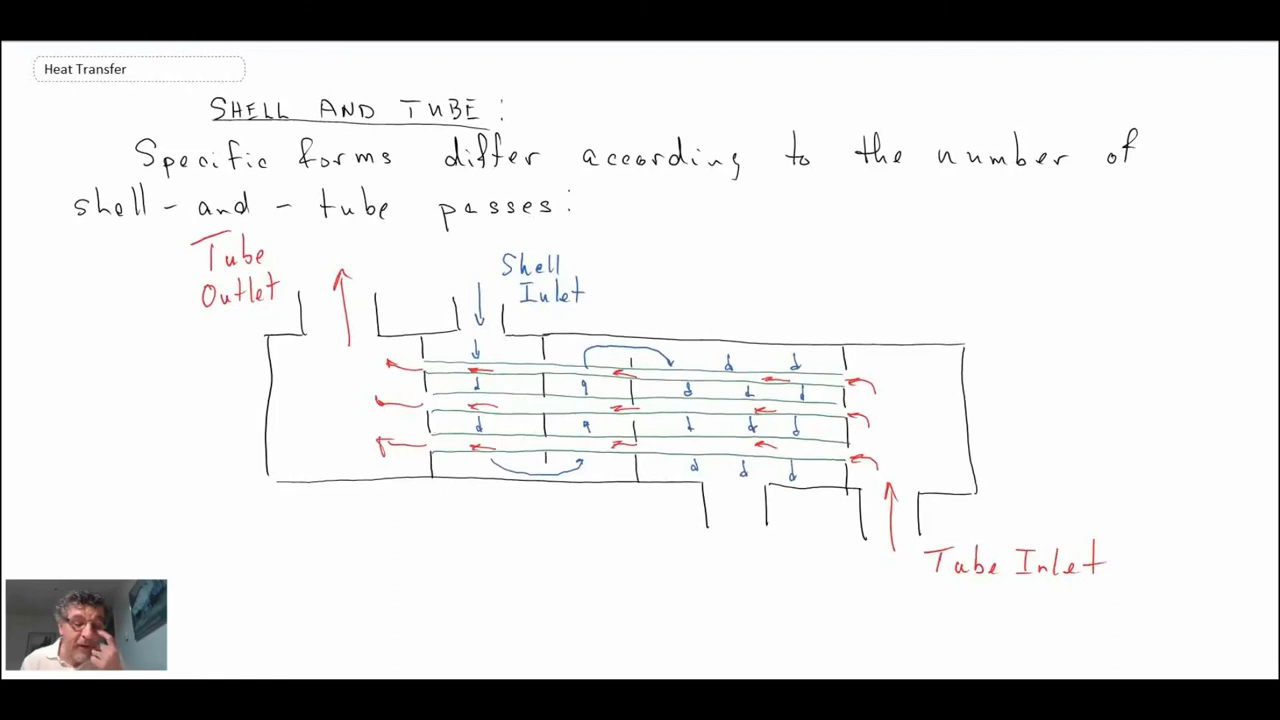 Heat Transfer
SHELL AND TUBE:
Specific forms differ according to the number of
shell-and-tube passes:
Tube
Outlet
Shell
Inlet
Tube Inlet